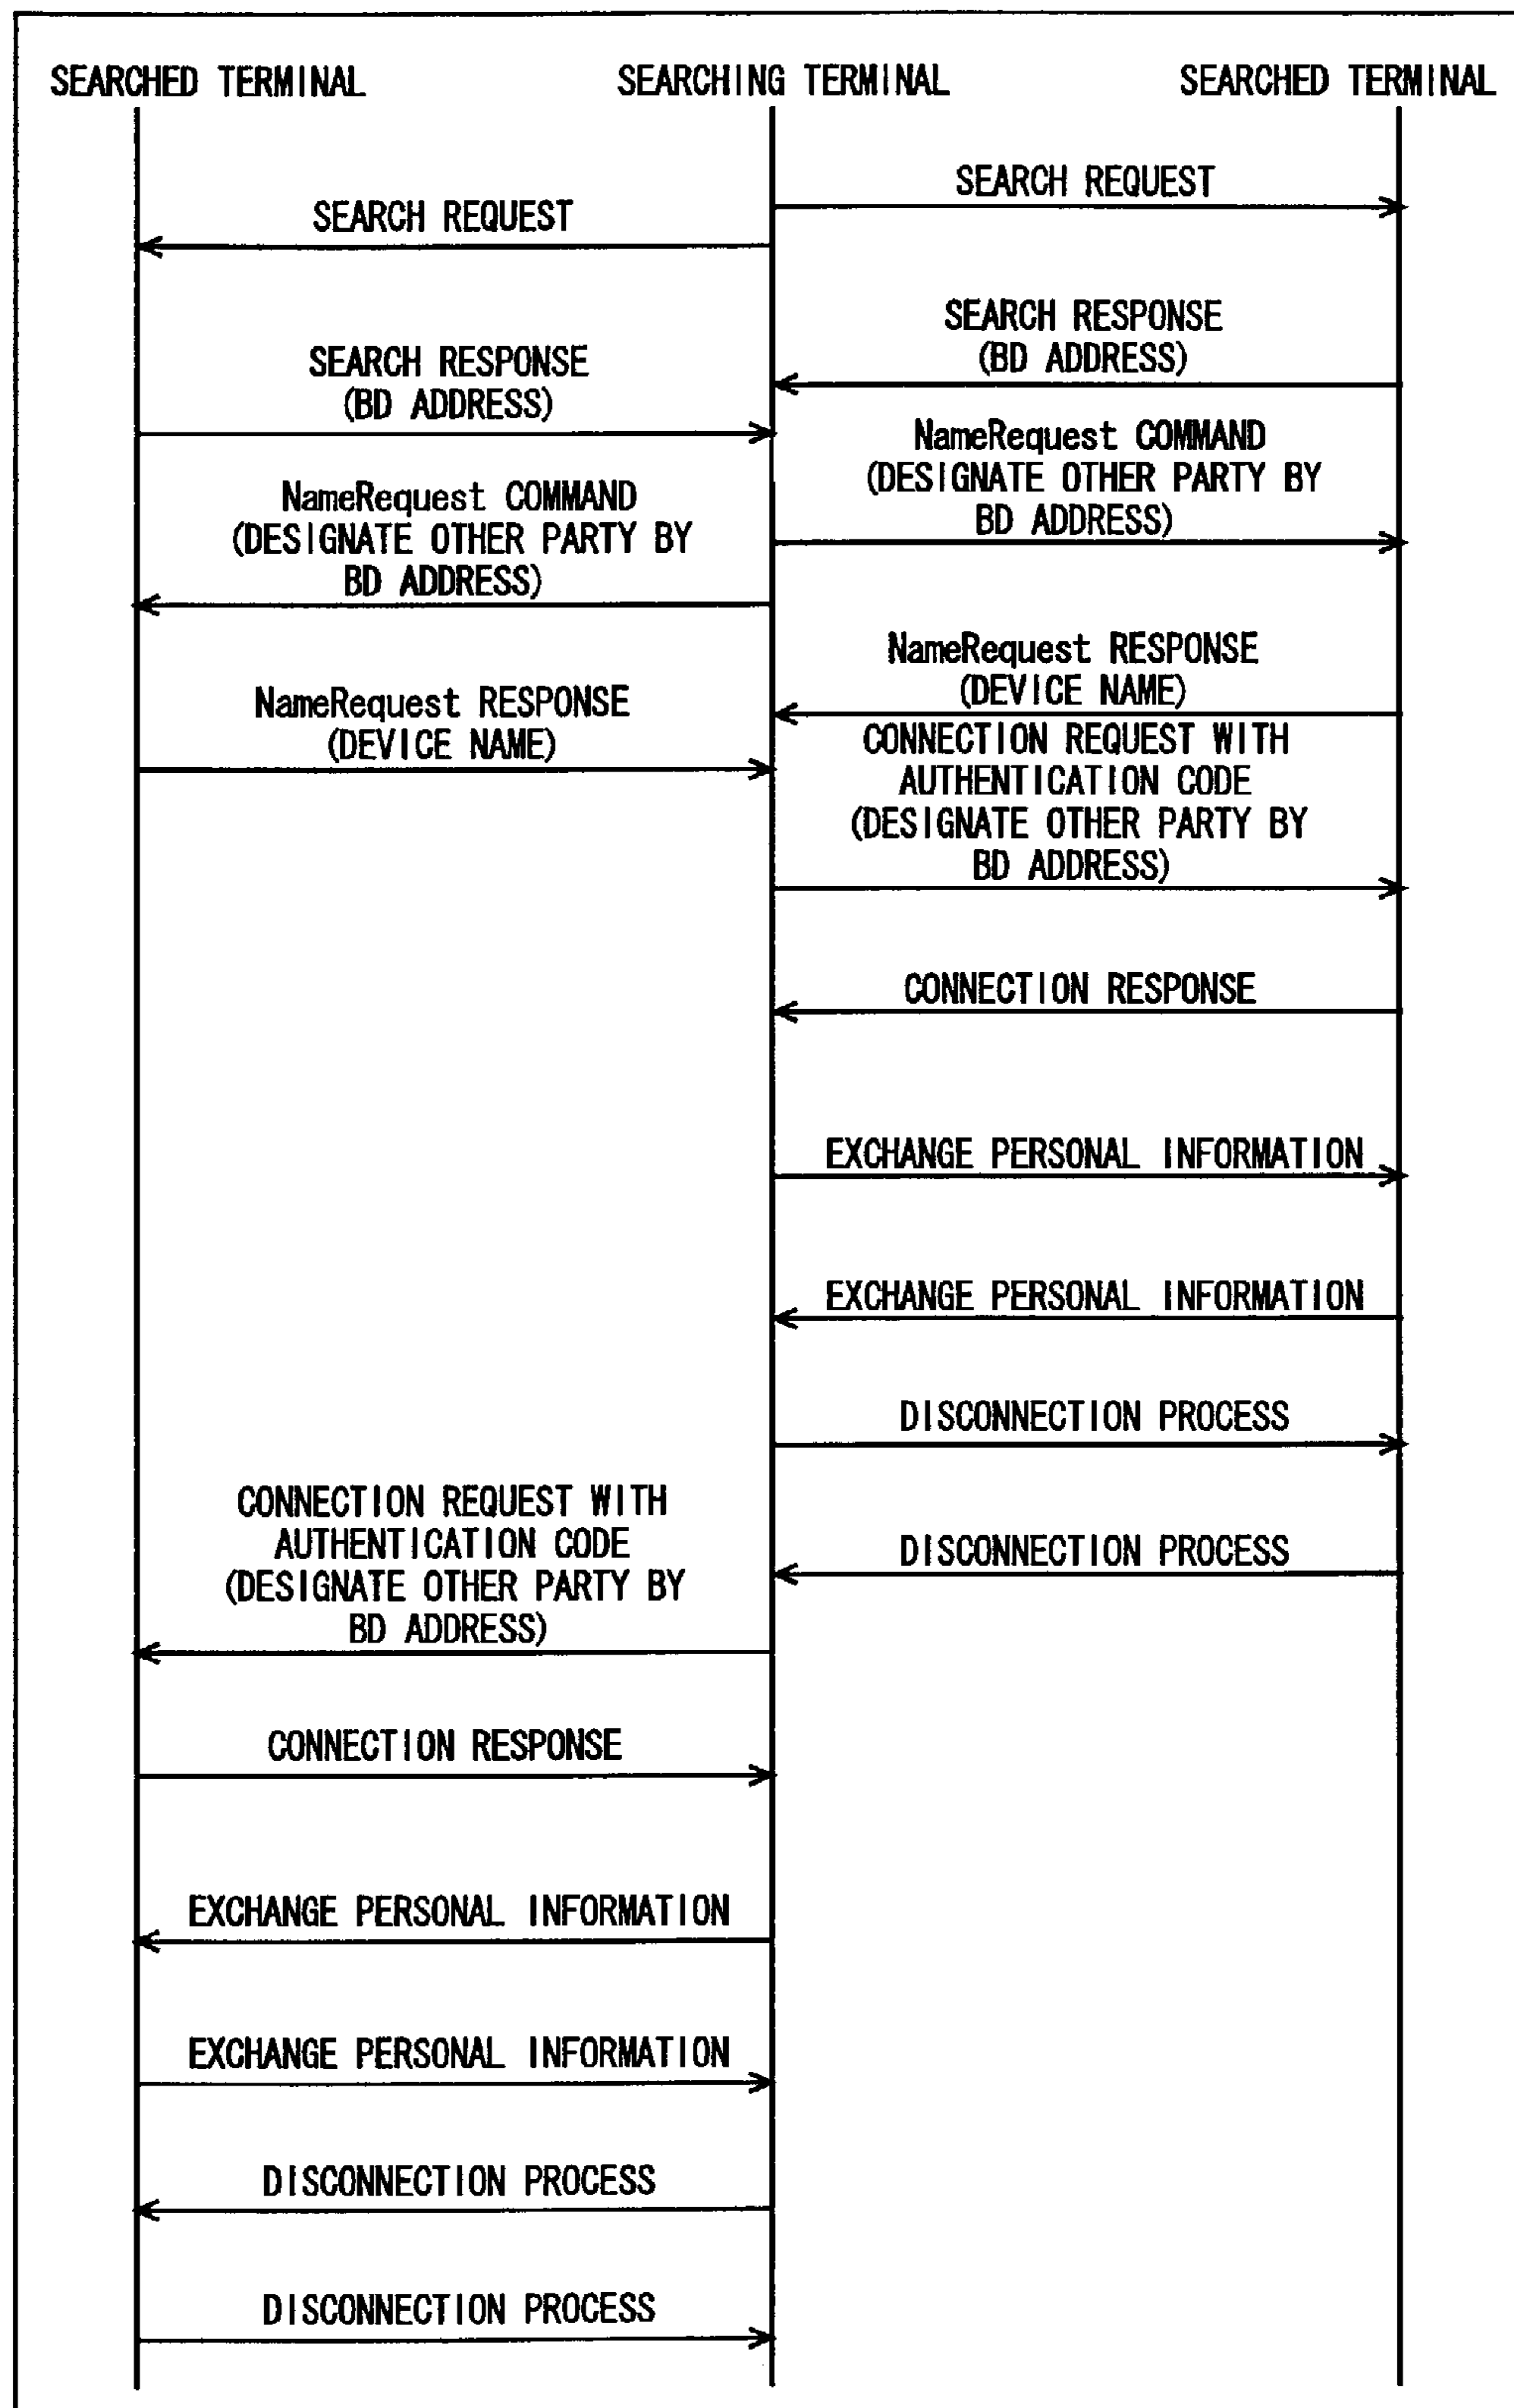 SEARCHED TERMINAL
SEARCHING TERMINAL
SEARCHED TERMINAL
SEARCH REQUEST
SEARCH REQUEST
SEARCH RESPONSE
(BD ADDRESS)
SEARCH RESPONSE
(BD ADDRESS)
NameRequest COMMAND
(DESIGNATE OTHER PARTY BY
BD ADDRESS)
NameRequest COMMAND
(DESIGNATE OTHER PARTY BY
BD ADDRESS)
NameRequest RESPONSE
(DEVICE NAME)
NameRequest RESPONSE
(DEVICE NAME)
CONNECTION REQUEST WITH
AUTHENTICATION CODE
(DESIGNATE OTHER PARTY BY
BD ADDRESS)
CONNECTION RESPONSE
EXCHANGE PERSONAL INFORMATION
EXCHANGE PERSONAL INFORMATION
DISCONNECTION PROCESS
CONNECTION REQUEST WITH
AUTHENTICATION CODE
(DESIGNATE OTHER PARTY BY
BD ADDRESS)
DISCONNECTION PROCESS
CONNECTION RESPONSE
EXCHANGE PERSONAL INFORMATION
EXCHANGE PERSONAL INFORMATION
DISCONNECTION PROCESS
DISCONNECTION PROCESS